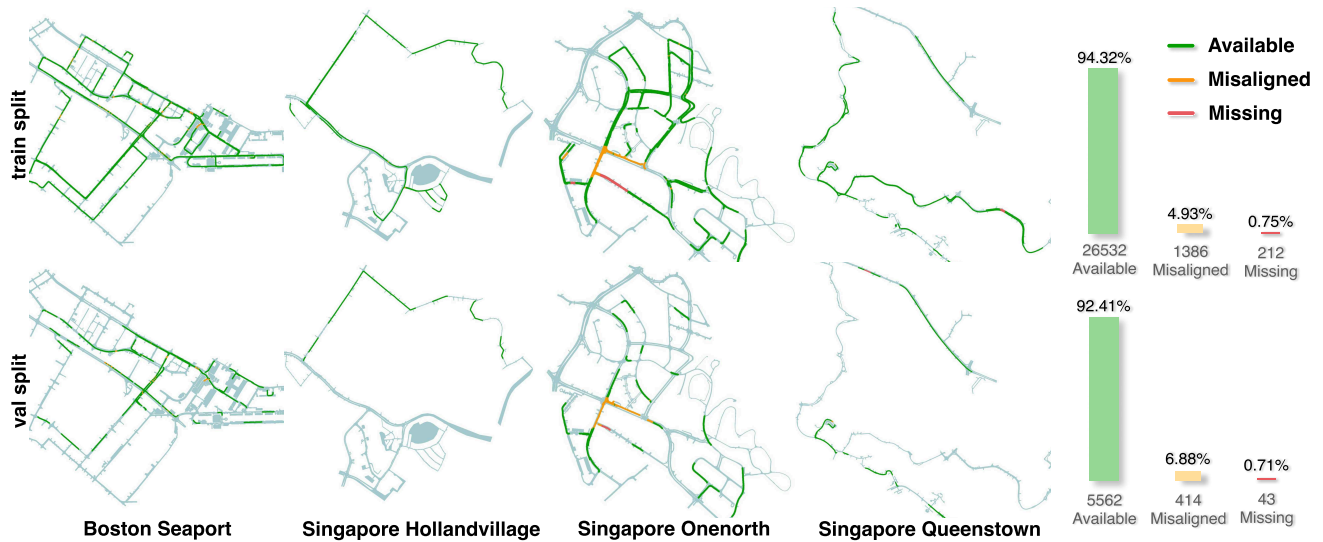 train split
Available
Misaligned
Missing
94.32%
4.93%
0.75%
26532
1386
212
Available
Misaligned
Missing
val split
92.41%
6.88%
0.71%
5562
414
43
Available
Misaligned
Missing
Boston Seaport
Singapore Hollandvillage
Singapore Onenorth
Singapore Queenstown